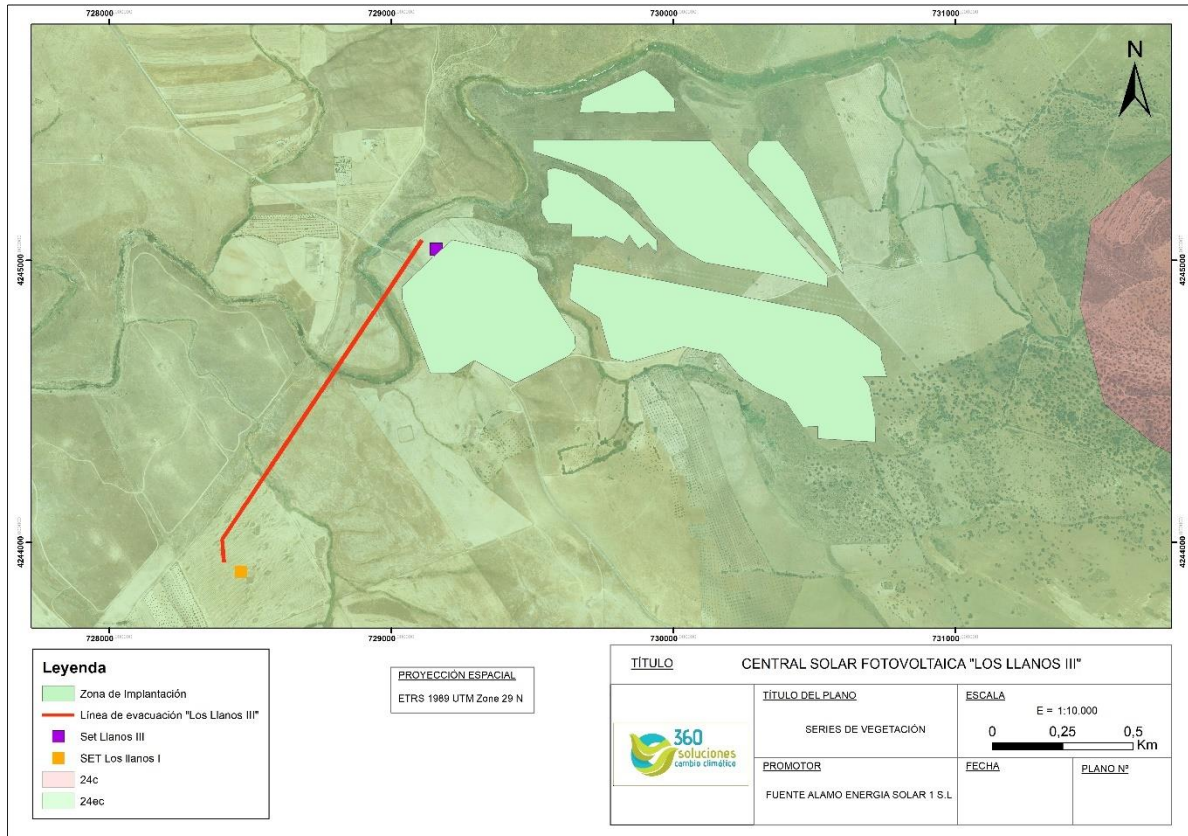 728000
729000
730000
731000
N
4245000
4245000
4244000
4244000
728000
729000
730000
731000
Leyenda
Zona de Implantación
Línea de evacuación "Los Llanos III"
Set Llanos III
SET Los llanos I
24c
24ec
PROYECCIÓN ESPACIAL
ETRS 1989 UTM Zone 29 N
TÍTULO
CENTRAL SOLAR FOTOVOLTAICA "LOS LLANOS III"
360
soluciones
cambio climático
TÍTULO DEL PLANO
SERIES DE VEGETACIÓN
ESCALA
E = 1:10.000
0 0,25 0,5
Km
PROMOTOR
FUENTE ALAMO ENERGIA SOLAR 1 S.L
FECHA
PLANO Nº